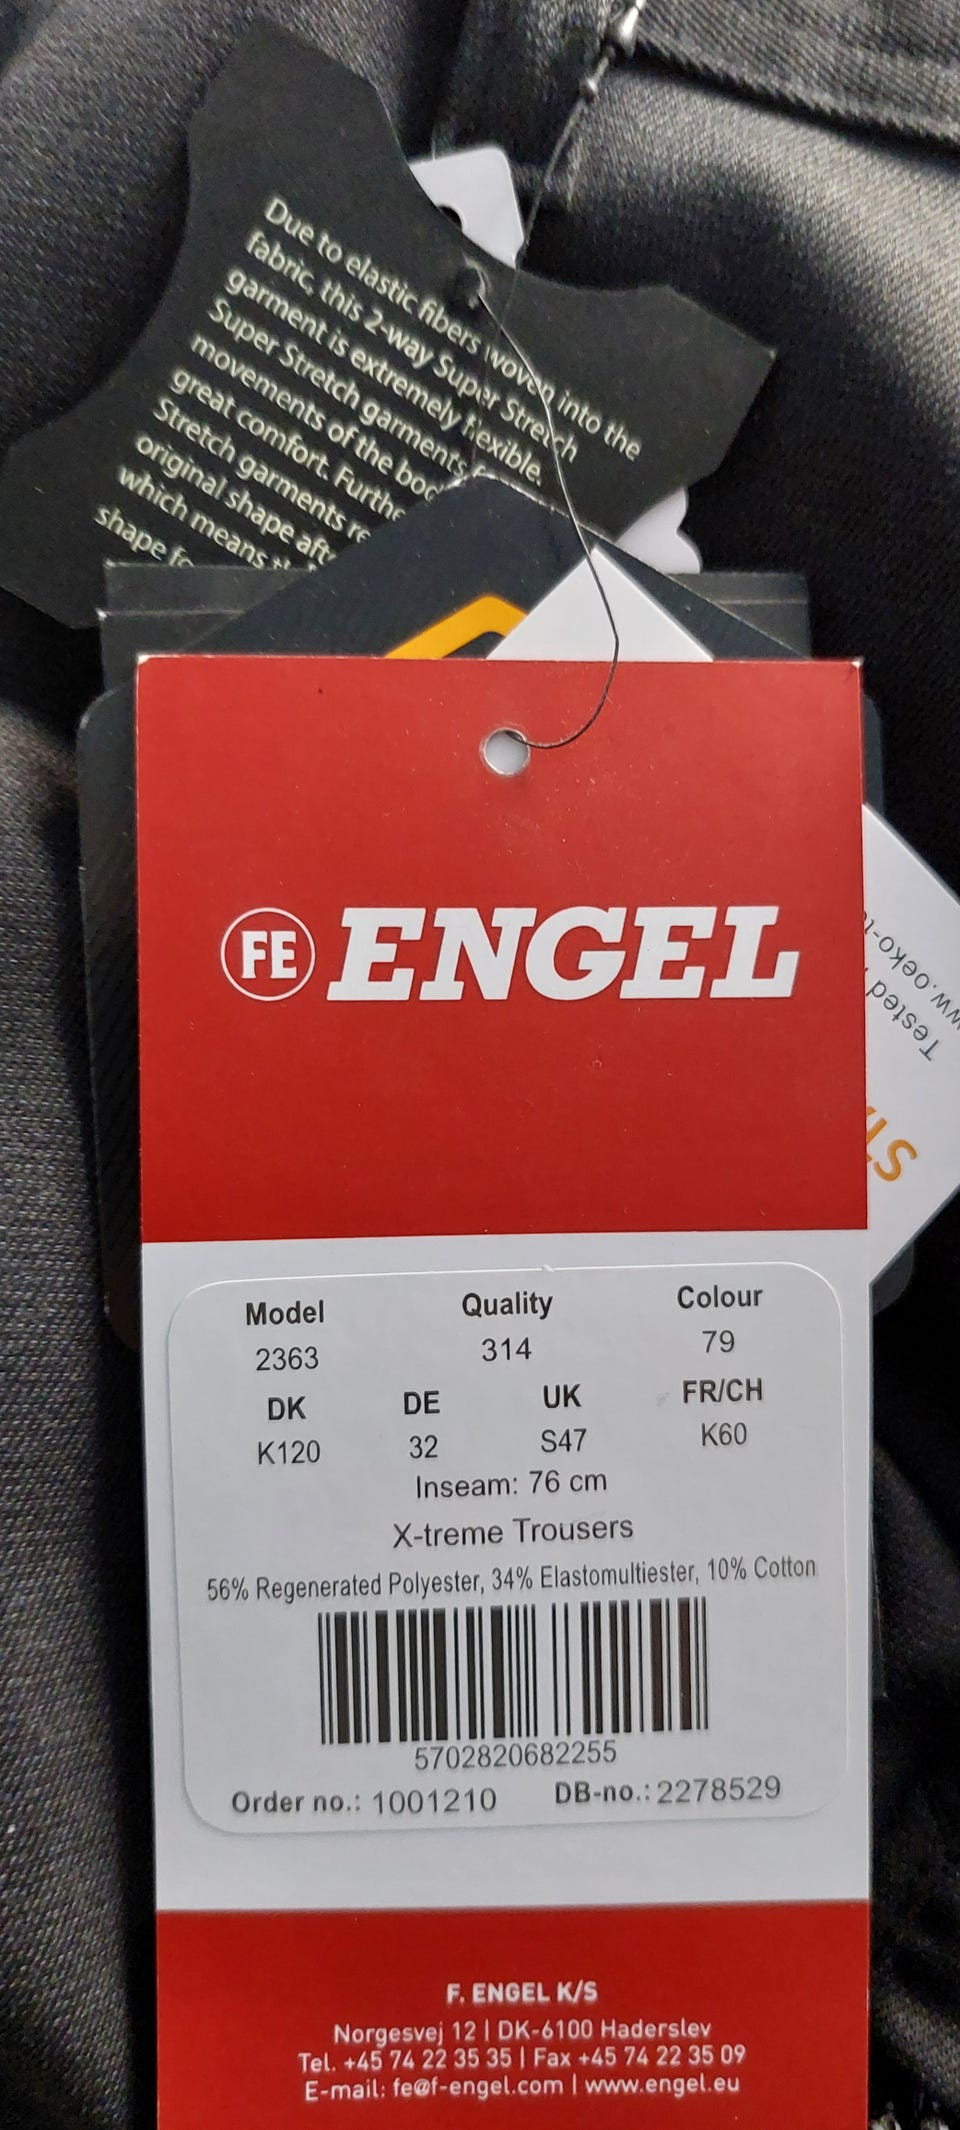 Due to elastic fibers woven into the
fabric, this 2-way Super Stretch
garment is extremely flexible.
Super Stretch garments
movements of the
great comfort.
Stretch garments
original shape
which means
shape
FE ENGEL
Tested
Model Quality Colour
2363 314 79
DK DE UK FR/CH
K120 32 S47 K60
Inseam: 76 cm
X-treme Trousers
56% Regenerated Polyester, 34% Elastomultiester, 10% Cotton
5702820682255
Order no.: 1001210 DB-no.: 2278529
F. ENGEL K/S
Norgesvej 12 | DK-6100 Haderslev
Tel. +45 74 22 35 35 | Fax +45 74 22 35 09
E-mail: fe@f-engel.com | www.engel.eu